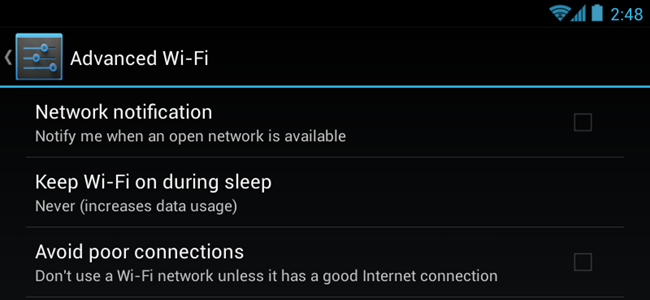 2:48
Advanced Wi-Fi
Network notification
Notify me when an open network is available
Keep Wi-Fi on during sleep
Never (increases data usage)
Avoid poor connections
Don't use a Wi-Fi network unless it has a good Internet connection